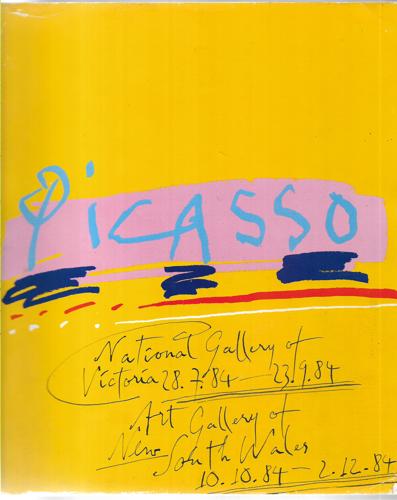 Picasso
National Gallery of
Victoria 28.7.84 — 23.9.84
Art Gallery of
New South Wales
10.10.84 — 2.12.84